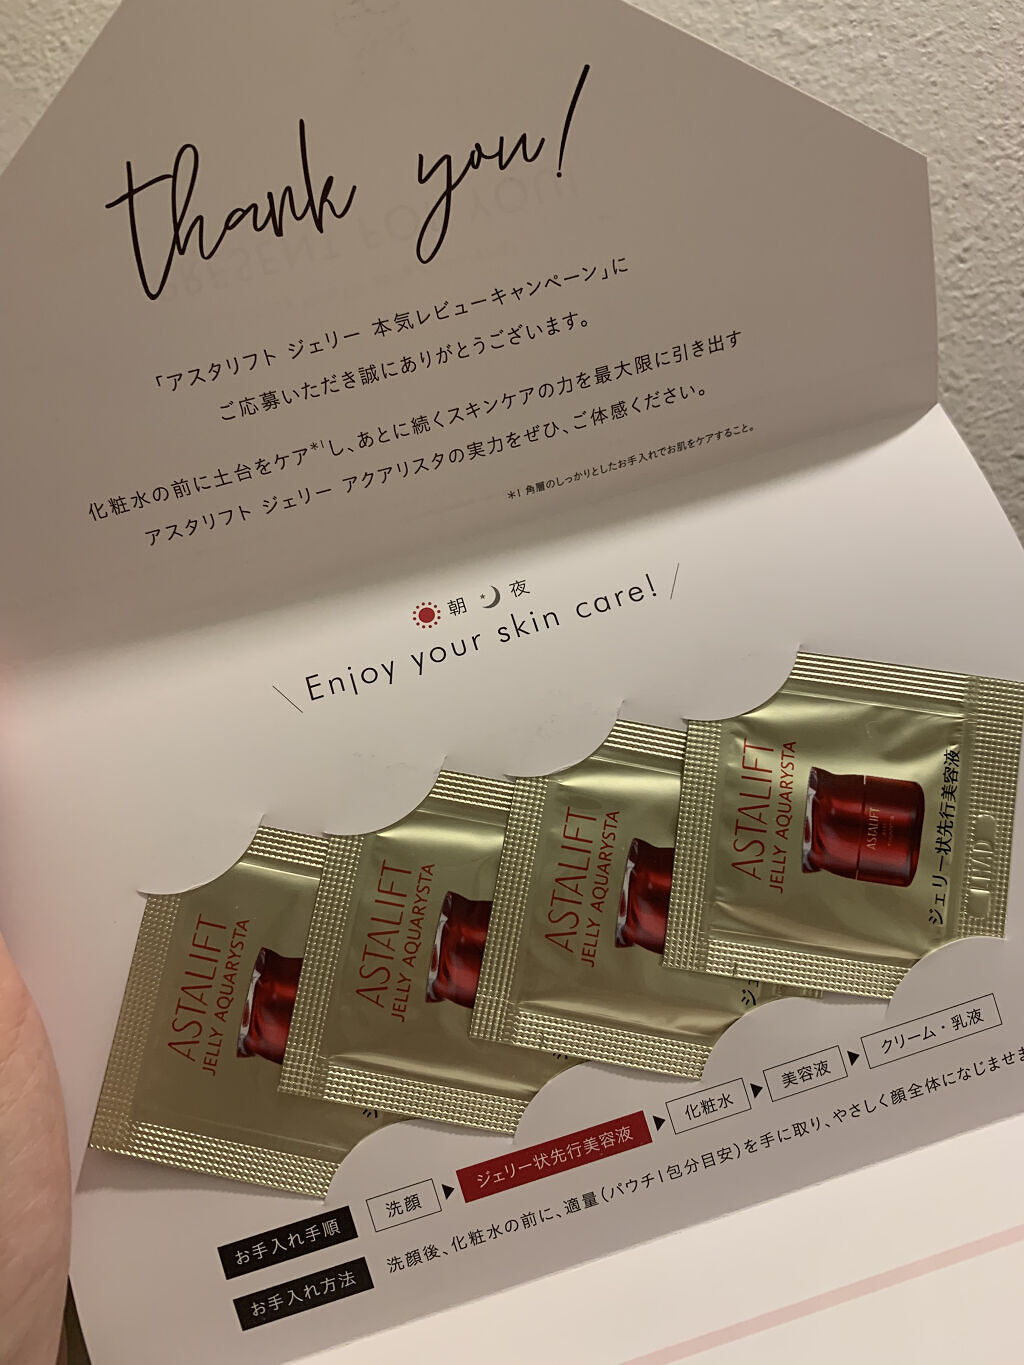 thank you!
「アスタリフト ジェリー 本気レビューキャンペーン」に
ご応募いただき誠にありがとうございます。
化粧水の前に土台をケア*1し、あとに続くスキンケアの力を最大限に引き出す
アスタリフト ジェリー アクアリスタの実力をぜひ、ご体感ください。
*1 角層のしっかりとしたお手入れでお肌をケアすること。
朝 夜
\ Enjoy your skin care! /
ASTALIFT
JELLY AQUARYSTA
ASTALIFT
JELLY AQUARYSTA
ジェ
ASTALIFT
JELLY AQUARYSTA
ジェ
ASTALIFT
JELLY AQUARYSTA
ASTALIFT
ジェリー状先行美容液
お手入れ手順 洗顔 ▶ ジェリー状先行美容液 ▶ 化粧水 ▶ 美容液 ▶ クリーム・乳液
お手入れ方法 洗顔後、化粧水の前に、適量(パウチ1包分目安)を手に取り、やさしく顔全体になじませ